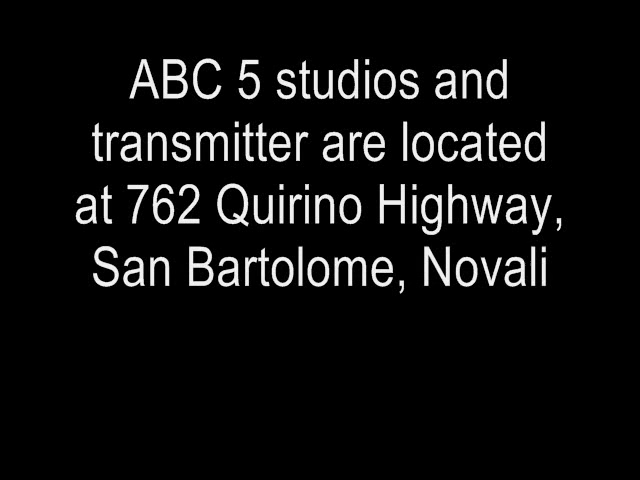 ABC 5 studios and
transmitter are located
at 762 Quirino Highway,
San Bartolome, Novali